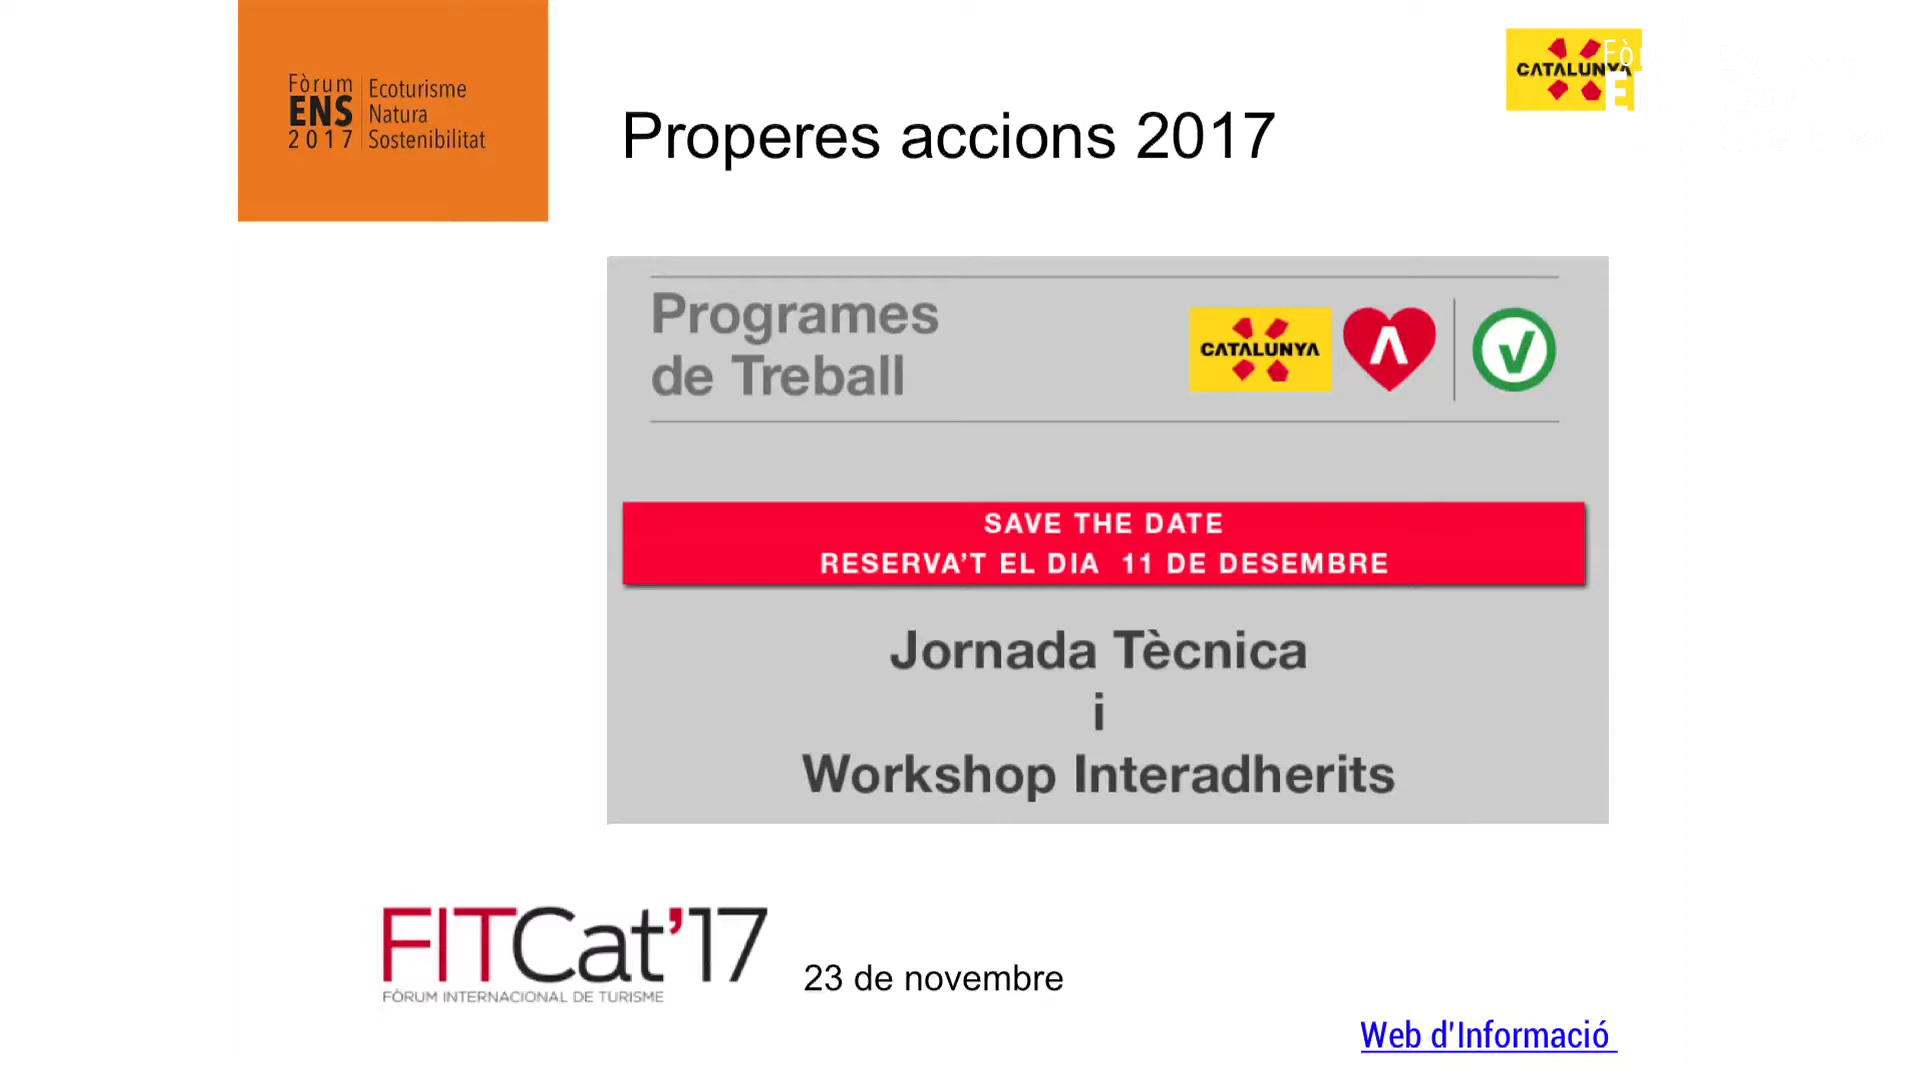 Fòrum
ENS
2017
Ecoturisme
Natura
Sostenibilitat
Properes accions 2017
CATALUNYA
Programes
de Treball
CATALUNYA
SAVE THE DATE
RESERVA'T EL DIA 11 DE DESEMBRE
Jornada Tècnica
i
Workshop Interadherits
FITCat'17
FÒRUM INTERNACIONAL DE TURISME
23 de novembre
Web d'Informació